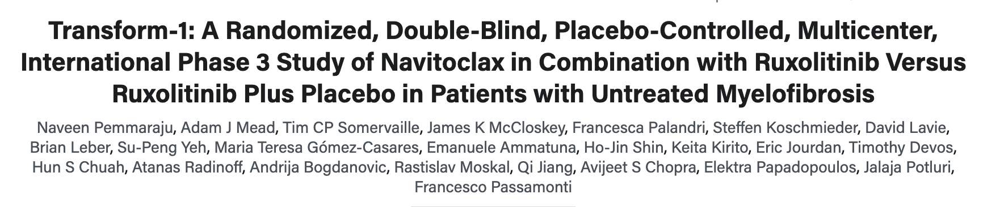 Transform-1: A Randomized, Double-Blind, Placebo-Controlled, Multicenter,
International Phase 3 Study of Navitoclax in Combination with Ruxolitinib Versus
Ruxolitinib Plus Placebo in Patients with Untreated Myelofibrosis
Naveen Pemmaraju, Adam J Mead, Tim CP Somervaille, James K McCloskey, Francesca Palandri, Steffen Koschmieder, David Lavie,
Brian Leber, Su-Peng Yeh, Maria Teresa Gómez-Casares, Emanuele Ammatuna, Ho-Jin Shin, Keita Kirito, Eric Jourdan, Timothy Devos,
Hun S Chuah, Atanas Radinoff, Andrija Bogdanovic, Rastislav Moskal, Qi Jiang, Avijeet S Chopra, Elektra Papadopoulos, Jalaja Potluri,
Francesco Passamonti